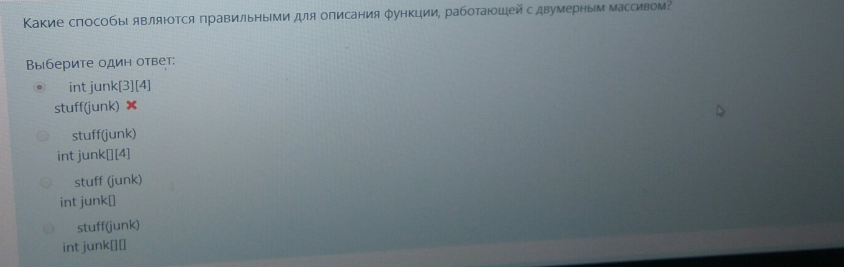 Какие способы являются правильными для описания функции, работающей с двумерным массивом?
Выберите один ответ:
int junk[3][4]
stuff(junk) ✖
stuff(junk)
int junk[][4]
stuff (junk)
int junk[]
stuff(junk)
int junk[][]